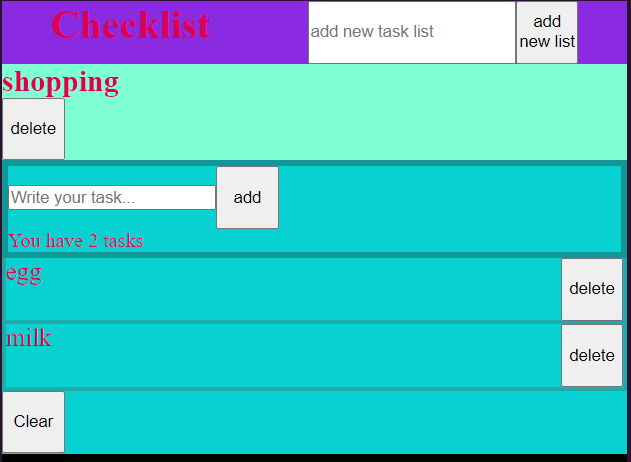 Checklist
add new task list
add
new list
shopping
delete
Write your task...
add
You have 2 tasks
egg
delete
milk
delete
Clear